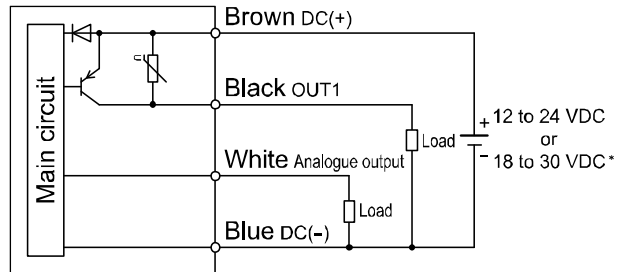 Brown DC(+)
Main circuit
n
Black OUT1
+ 12 to 24 VDC
or
- 18 to 30 VDC*
Load
White Analogue output
Load
Blue DC(-)